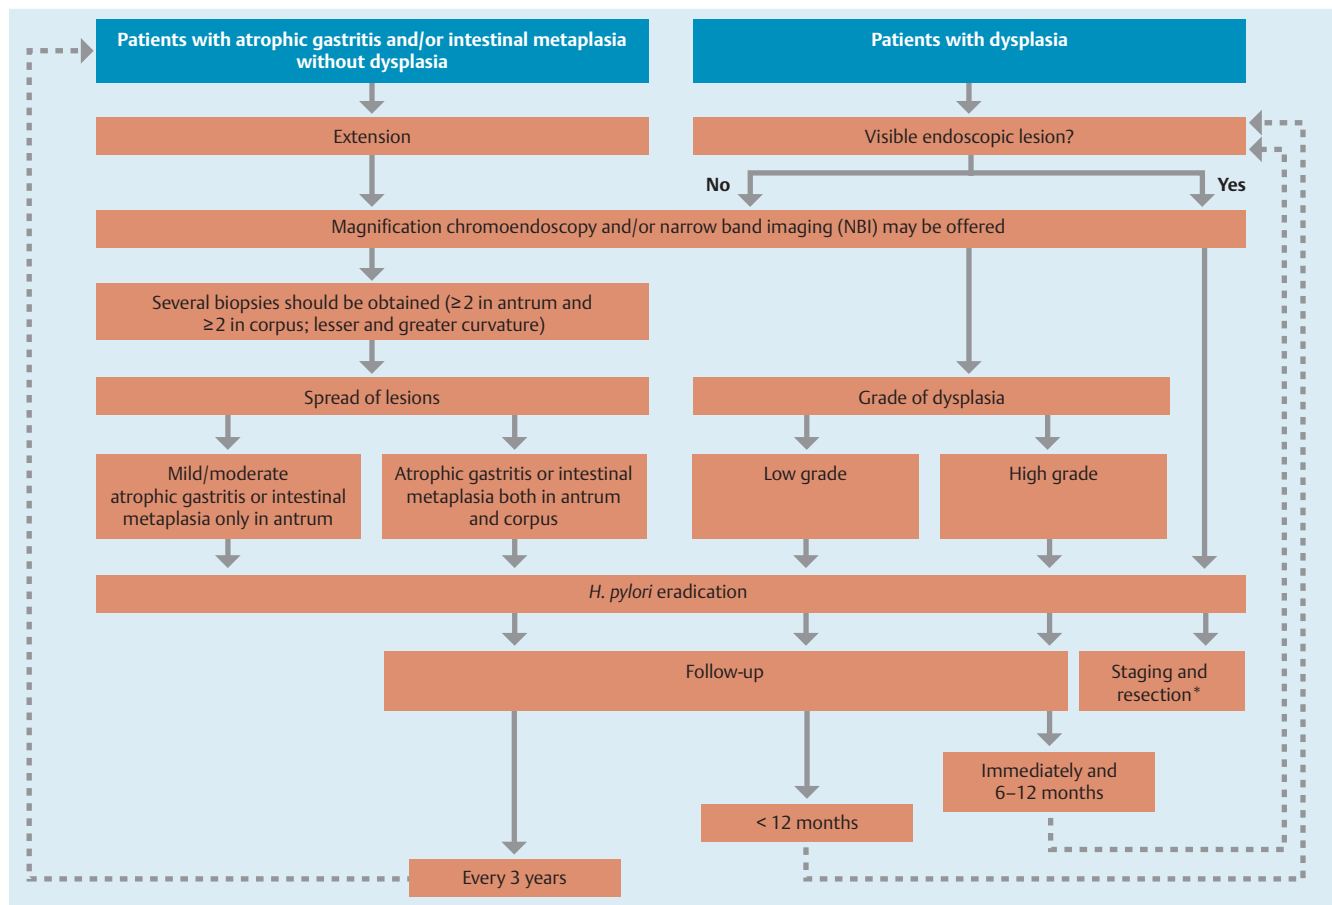 Patients with atrophic gastritis and/or intestinal metaplasia
without dysplasia
Patients with dysplasia
Extension
Visible endoscopic lesion?
No
Yes
Magnification chromoendoscopy and/or narrow band imaging (NBI) may be offered
Several biopsies should be obtained (≥2 in antrum and
≥2 in corpus; lesser and greater curvature)
Spread of lesions
Grade of dysplasia
Mild/moderate
atrophic gastritis or intestinal
metaplasia only in antrum
Atrophic gastritis or intestinal
metaplasia both in antrum
and corpus
Low grade
High grade
H. pylori eradication
Follow-up
Staging and
resection*
Immediately and
6–12 months
< 12 months
Every 3 years